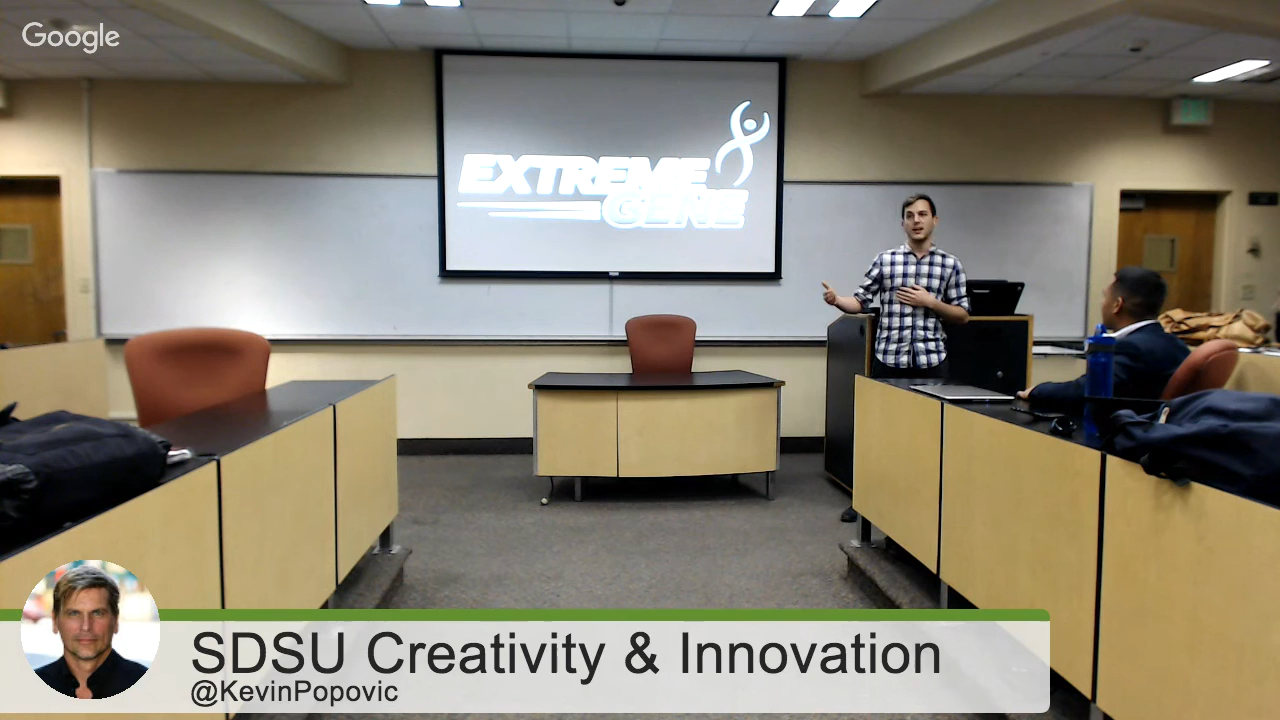 Google
EXTREME
GENE
SDSU Creativity & Innovation
@KevinPopovic